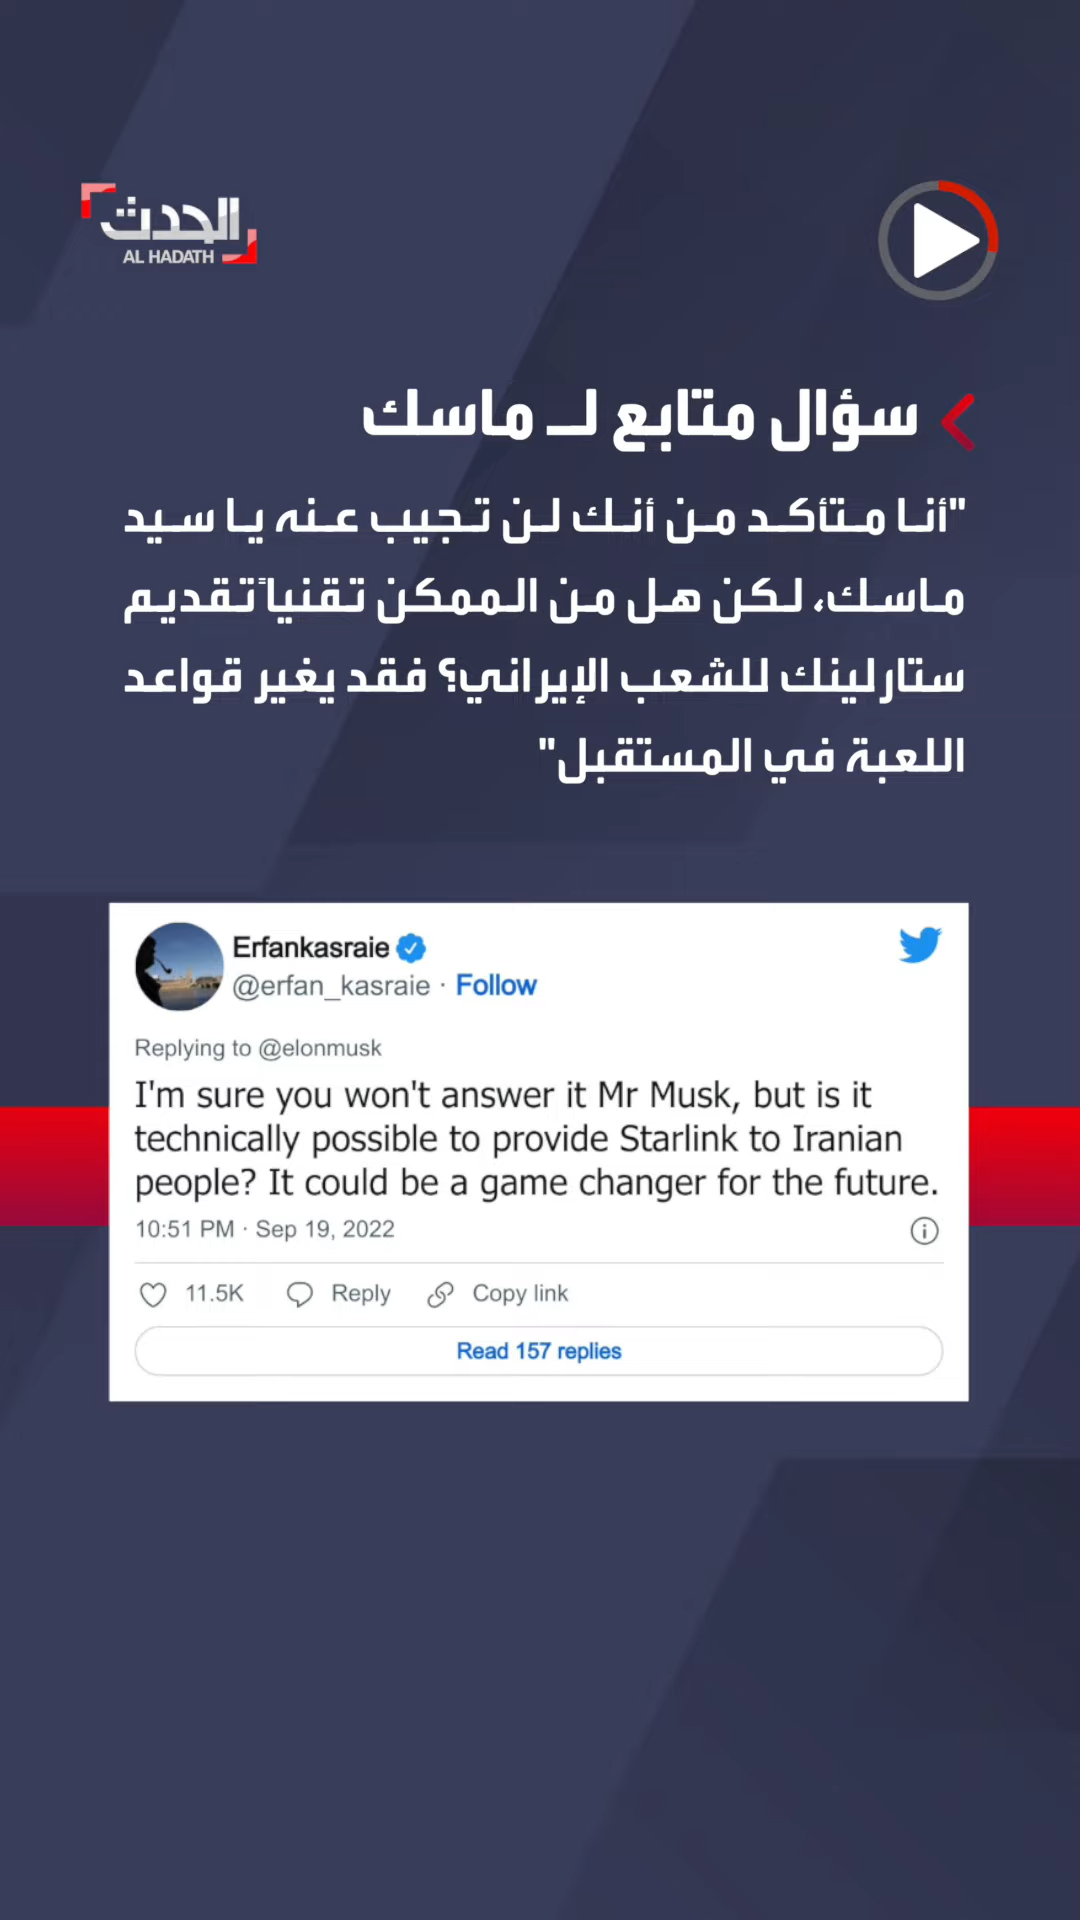 الحدث
AL HADATH
سؤال متابع لـ ماسك
"أنا متأكد من أنك لن تجيب عنه يا سيد
ماسك، لكن هل من الممكن تقنياً تقديم
ستارلينك للشعب الإيراني؟ فقد يغير قواعد
اللعبة في المستقبل"
Erfankasraie
@erfan_kasraie · Follow
Replying to @elonmusk
I'm sure you won't answer it Mr Musk, but is it
technically possible to provide Starlink to Iranian
people? It could be a game changer for the future.
10:51 PM · Sep 19, 2022
11.5K Reply Copy link
Read 157 replies